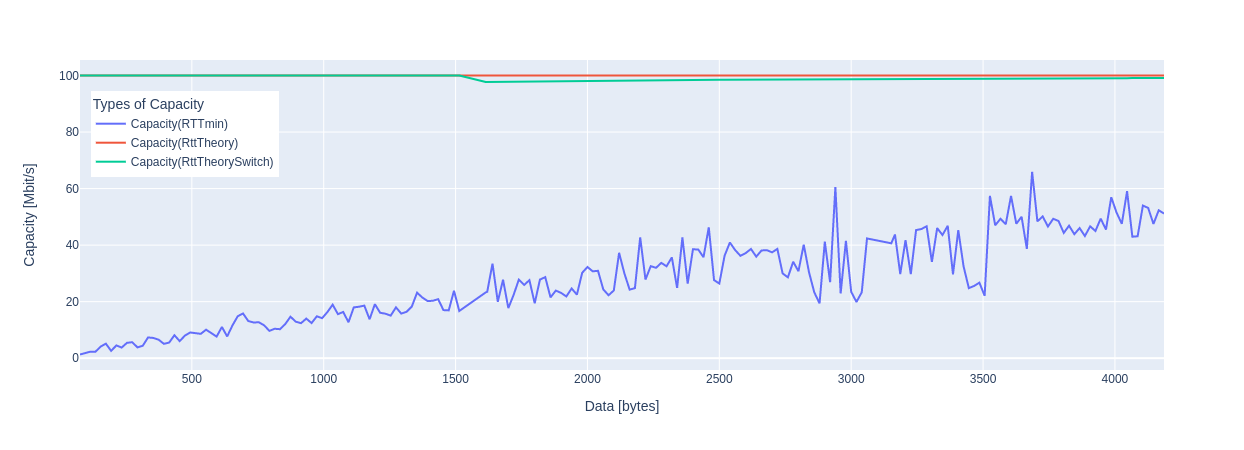 100
80
60
40
20
0
Capacity [Mbit/s]
Types of Capacity
Capacity(RTTmin)
Capacity(RttTheory)
Capacity(RttTheorySwitch)
500 1000 1500 2000 2500 3000 3500 4000
Data [bytes]